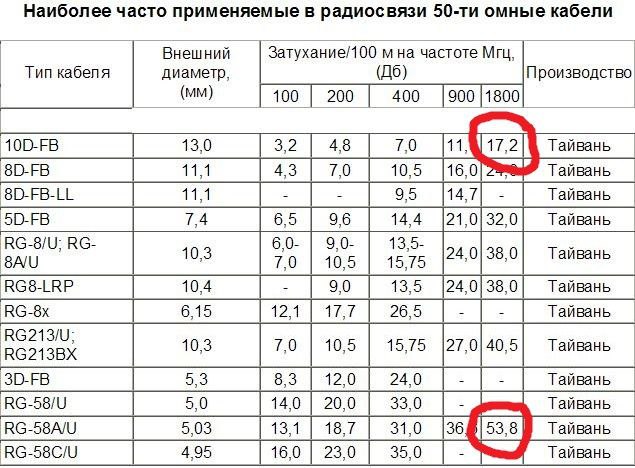 Наиболее часто применяемые в радиосвязи 50-ти омные кабели
Тип кабеля Внешний диаметр, (мм) Затухание/100 м на частоте Мгц, (Дб) Производство
100 200 400 900 1800
10D-FB 13,0 3,2 4,8 7,0 11, 17,2 Тайвань
8D-FB 11,1 4,3 7,0 10,5 16,0 24,0 Тайвань
8D-FB-LL 11,1 - - 9,5 14,7 - Тайвань
5D-FB 7,4 6,5 9,6 14,4 21,0 32,0 Тайвань
RG-8/U; RG-8A/U 10,3 6,0-7,0 9,0-10,5 13,5-15,75 24,0 38,0 Тайвань
RG8-LRP 10,4 - 9,0 13,5 24,0 38,0 Тайвань
RG-8x 6,15 12,1 17,7 26,5 - - Тайвань
RG213/U; RG213BX 10,3 7,0 10,5 15,75 27,0 40,5 Тайвань
3D-FB 5,3 8,3 12,0 24,0 - - Тайвань
RG-58/U 5,0 14,0 20,0 33,0 - - Тайвань
RG-58A/U 5,03 13,1 18,7 31,0 36, 53,8 Тайвань
RG-58C/U 4,95 16,0 23,0 35,0 - - Тайвань